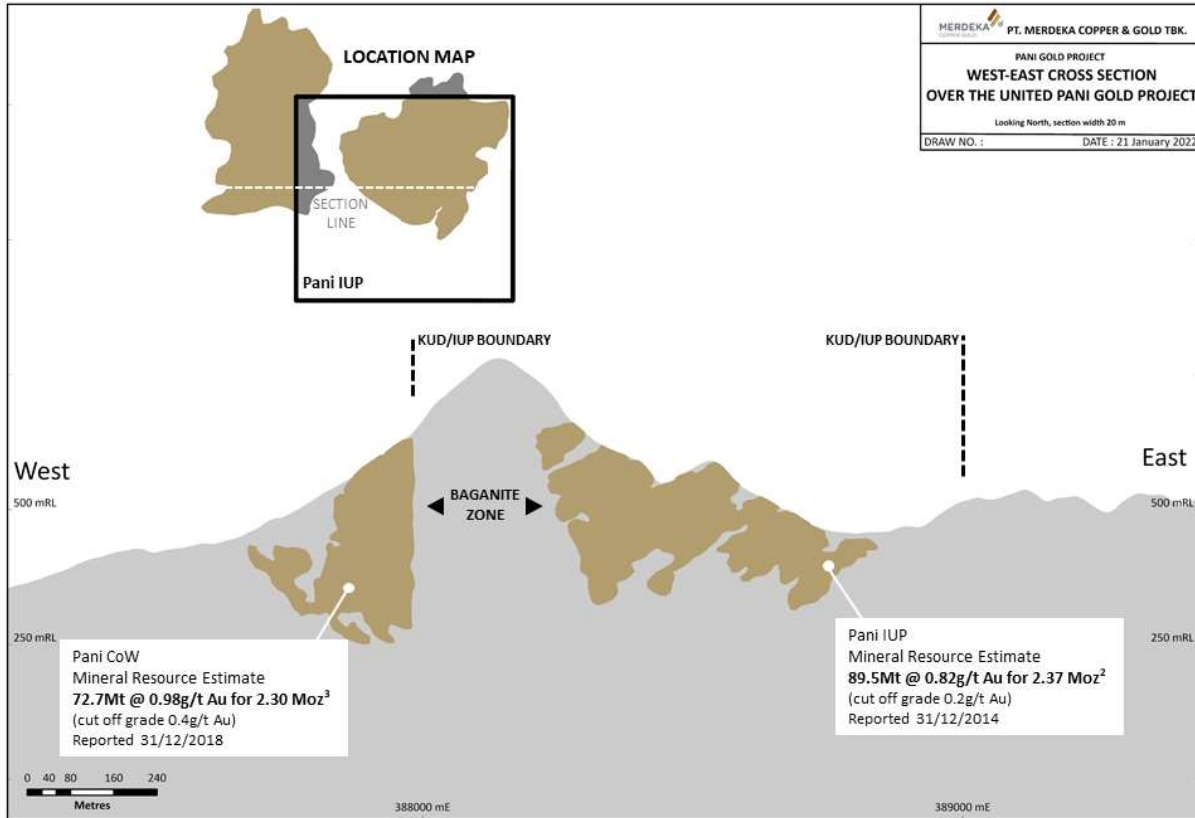 LOCATION MAP
SECTION
LINE
Pani IUP
MERDEKA
COPPER GOLD
PT. MERDEKA COPPER & GOLD TBK.
PANI GOLD PROJECT
WEST-EAST CROSS SECTION
OVER THE UNITED PANI GOLD PROJECT
Looking North, section width 20 m
DRAW NO. : DATE : 21 January 2022
KUD/IUP BOUNDARY
KUD/IUP BOUNDARY
West
East
500 mRL
500 mRL
BAGANITE
ZONE
250 mRL
250 mRL
Pani CoW
Mineral Resource Estimate
72.7Mt @ 0.98g/t Au for 2.30 Moz³
(cut off grade 0.4g/t Au)
Reported 31/12/2018
Pani IUP
Mineral Resource Estimate
89.5Mt @ 0.82g/t Au for 2.37 Moz²
(cut off grade 0.2g/t Au)
Reported 31/12/2014
0 40 80 160 240
Metres
388000 mE
389000 mE